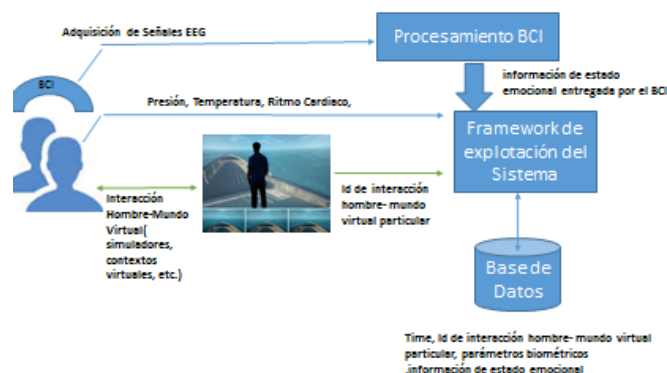 Adquisición de Señales EEG
Procesamiento BCI
BCI
información de estado
emocional entregada por el BCI
Presión, Temperatura, Ritmo Cardiaco,
Framework de
explotación del
Sistema
Interacción
Hombre-Mundo
Virtual(
simuladores,
contextos
virtuales, etc.)
Id de interacción
hombre- mundo
virtual particular
Base de
Datos
Time, Id de interacción hombre- mundo virtual
particular, parámetros biométricos
,información de estado emocional